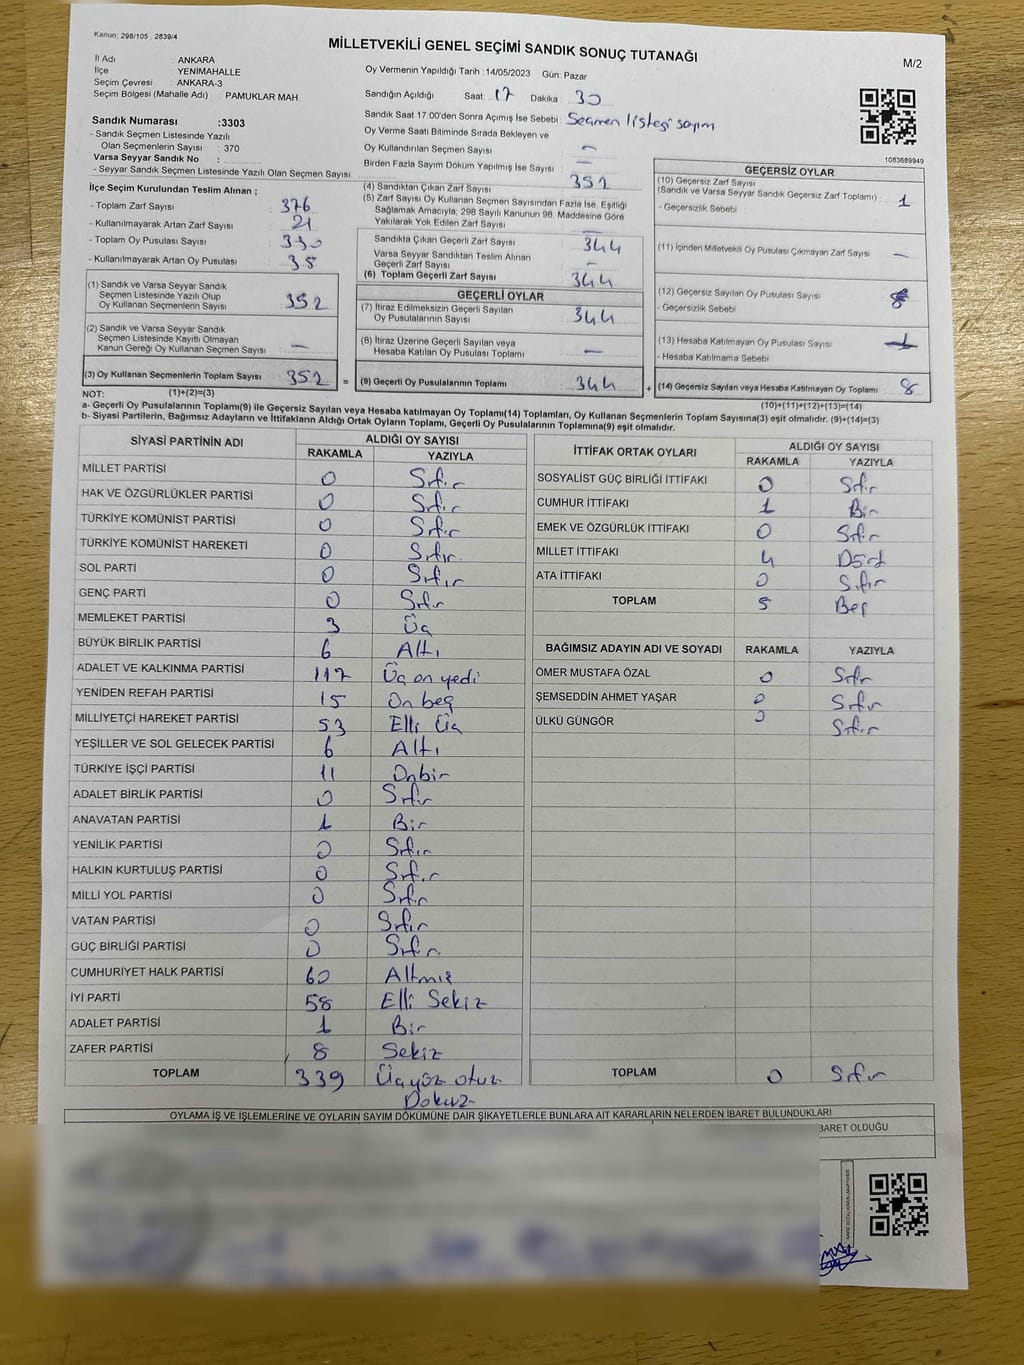 Kanun: 298/105 , 2839/4
MİLLETVEKİLİ GENEL SEÇİMİ SANDIK SONUÇ TUTANAĞI
M/2
İl Adı : ANKARA
İlçe : YENİMAHALLE
Seçim Çevresi : ANKARA-3
Seçim Bölgesi (Mahalle Adı) : PAMUKLAR MAH
Oy Vermenin Yapıldığı Tarih :14/05/2023 Gün: Pazar
Sandığın Açıldığı Saat: 17 Dakika : 30
Sandık Saat 17:00'den Sonra Açımış İse Sebebi: Seçmen listesi sayım
Sandık Numarası :3303
- Sandık Seçmen Listesinde Yazılı
Olan Seçmenlerin Sayısı : 370
Varsa Seyyar Sandık No :
- Seyyar Sandık Seçmen Listesinde Yazılı Olan Seçmen Sayısı
Oy Verme Saati Bitiminde Sırada Bekleyen ve
Oy Kullandırılan Seçmen Sayısı —
Birden Fazla Sayım Döküm Yapılmış İse Sayısı —
1083689949
İlçe Seçim Kurulundan Teslim Alınan ;
- Toplam Zarf Sayısı : 376
- Kullanılmayarak Artan Zarf Sayısı : 21
- Toplam Oy Pusulası Sayısı :
- Kullanılmayarak Artan Oy Pusulası : 38
(1) Sandık ve Varsa Seyyar Sandık
Seçmen Listesinde Yazılı Olup
Oy Kullanan Seçmenlerin Sayısı : 352
(2) Sandık ve Varsa Seyyar Sandık
Seçmen Listesinde Kayıtlı Olmayan
Kanun Gereği Oy Kullanan Seçmen Sayısı : —
(3) Oy Kullanan Seçmenlerin Toplam Sayısı : 352 =
(1)+(2)=(3)
(4) Sandıktan Çıkan Zarf Sayısı : 352
(5) Zarf Sayısı Oy Kullanan Seçmen Sayısından Fazla İse, Eşitliği
Sağlamak Amacıyla, 298 Sayılı Kanunun 98. Maddesine Göre
Yakılarak Yok Edilen Zarf Sayısı : —
Sandıkta Çıkan Geçerli Zarf Sayısı : 344
Varsa Seyyar Sandıktan Teslim Alınan
Geçerli Zarf Sayısı : —
(6) Toplam Geçerli Zarf Sayısı : 344
GEÇERLİ OYLAR
(7) İtiraz Edilmeksizin Geçerli Sayılan
Oy Pusulalarının Sayısı : 344
(8) İtiraz Üzerine Geçerli Sayılan veya
Hesaba Katılan Oy Pusulası Toplamı : —
(9) Geçerli Oy Pusulalarının Toplamı : 344 +
GEÇERSİZ OYLAR
(10) Geçersiz Zarf Sayısı
(Sandık ve Varsa Seyyar Sandık Geçersiz Zarf Toplamı) : 1
- Geçersizlik Sebebi
(11) İçinden Milletvekili Oy Pusulası Çıkmayan Zarf Sayısı : —
(12) Geçersiz Sayılan Oy Pusulası Sayısı :
- Geçersizlik Sebebi
(13) Hesaba Katılmayan Oy Pusulası Sayısı :
- Hesaba Katılmama Sebebi
(14) Geçersiz Sayılan veya Hesaba Katılmayan Oy Toplamı : 8
(10)+(11)+(12)+(13)=(14)
NOT:
a- Geçerli Oy Pusulalarının Toplamı(9) ile Geçersiz Sayılan veya Hesaba katılmayan Oy Toplamı(14) Toplamları, Oy Kullanan Seçmenlerin Toplam Sayısına(3) eşit olmalıdır. (9)+(14)=(3)
b- Siyasi Partilerin, Bağımsız Adayların ve İttifakların Aldığı Ortak Oyların Toplamı, Geçerli Oy Pusulalarının Toplamına(9) eşit olmalıdır.
SİYASİ PARTİNİN ADI ALDIĞI OY SAYISI
RAKAMLA YAZIYLA
MİLLET PARTİSİ 0 Sıfır
HAK VE ÖZGÜRLÜKLER PARTİSİ 0 Sıfır
TÜRKİYE KOMÜNİST PARTİSİ 0 Sıfır
TÜRKİYE KOMÜNİST HAREKETİ 0 Sıfır
SOL PARTİ 0 Sıfır
GENÇ PARTİ 0 Sıfır
MEMLEKET PARTİSİ 3 Üç
BÜYÜK BİRLİK PARTİSİ 6 Altı
ADALET VE KALKINMA PARTİSİ 117 Üç on yedi
YENİDEN REFAH PARTİSİ 15 On beş
MİLLİYETÇİ HAREKET PARTİSİ 53 Elli Üç
YEŞİLLER VE SOL GELECEK PARTİSİ 6 Altı
TÜRKİYE İŞÇİ PARTİSİ 11 Onbir
ADALET BİRLİK PARTİSİ 0 Sıfır
ANAVATAN PARTİSİ 1 Bir
YENİLİK PARTİSİ 0 Sıfır
HALKIN KURTULUŞ PARTİSİ 0 Sıfır
MİLLİ YOL PARTİSİ 0 Sıfır
VATAN PARTİSİ 0 Sıfır
GÜÇ BİRLİĞİ PARTİSİ 0 Sıfır
CUMHURİYET HALK PARTİSİ 60 Altmış
İYİ PARTİ 58 Elli Sekiz
ADALET PARTİSİ 1 Bir
ZAFER PARTİSİ 8 Sekiz
TOPLAM 339 Üçyüz otuz
Dokuz
İTTİFAK ORTAK OYLARI ALDIĞI OY SAYISI
RAKAMLA YAZIYLA
SOSYALİST GÜÇ BİRLİĞİ İTTİFAKI 0 Sıfır
CUMHUR İTTİFAKI 1 Bir
EMEK VE ÖZGÜRLÜK İTTİFAKI 0 Sıfır
MİLLET İTTİFAKI 4 Dört
ATA İTTİFAKI 0 Sıfır
TOPLAM 5 Beş
BAĞIMSIZ ADAYIN ADI VE SOYADI RAKAMLA YAZIYLA
ÖMER MUSTAFA ÖZAL 0 Sıfır
ŞEMSEDDİN AHMET YAŞAR 0 Sıfır
ÜLKÜ GÜNGÖR 0 Sıfır
TOPLAM 0 Sıfır
OYLAMA İŞ VE İŞLEMLERİNE VE OYLARIN SAYIM DÖKÜMÜNE DAİR ŞİKAYETLERLE BUNLARA AİT KARARLARIN NELERDEN İBARET BULUNDUKLARI
BARET OLDUĞU